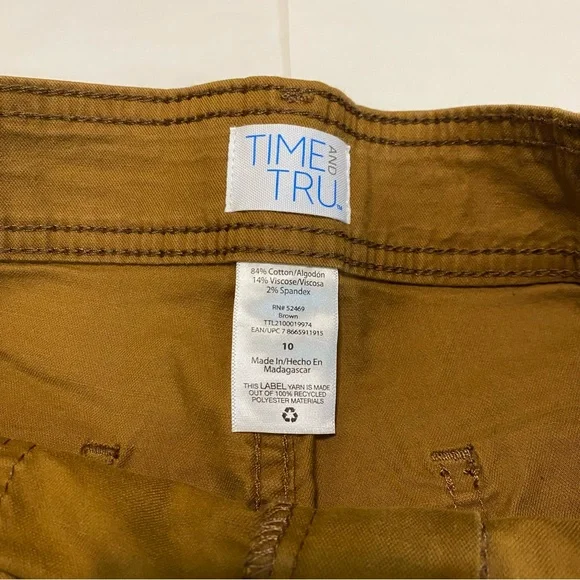 TIME AND
TRU™
84% Cotton/Algodón
14% Viscose/Viscosa
2% Spandex
RN# 52469
Brown
TTL2100019974
EAN/UPC 7 8665911915
10
Made In/Hecho En
Madagascar
THIS LABEL YARN IS MADE
OUT OF 100% RECYCLED
POLYESTER MATERIALS